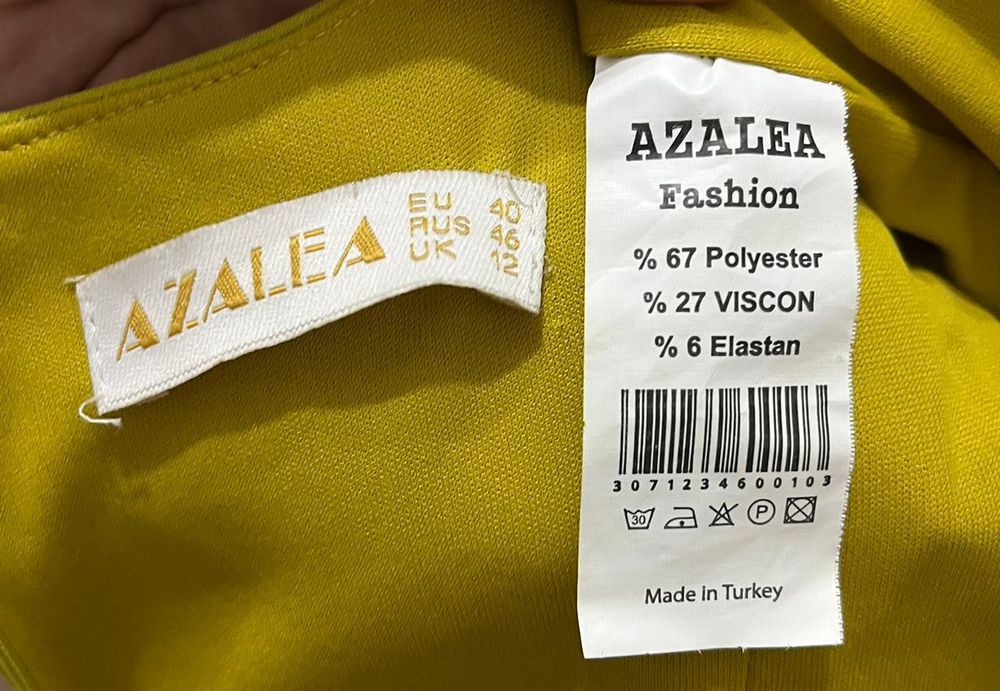 AZALEA
EU 40
RUS 46
UK 12
AZALEA
Fashion
% 67 Polyester
% 27 VISCON
% 6 Elastan
3071234600103
30 P
Made in Turkey